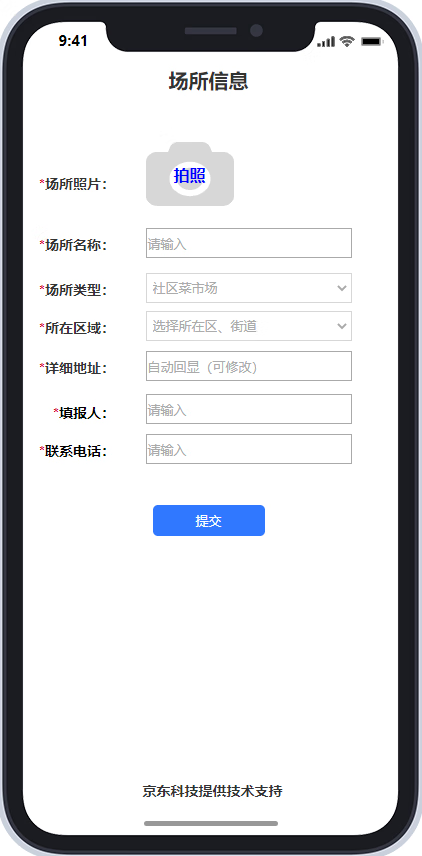 9:41
场所信息
拍照
*场所照片：
*场所名称： 请输入
*场所类型： 社区菜市场
*所在区域： 选择所在区、街道
*详细地址： 自动回显（可修改）
*填报人： 请输入
*联系电话： 请输入
提交
京东科技提供技术支持